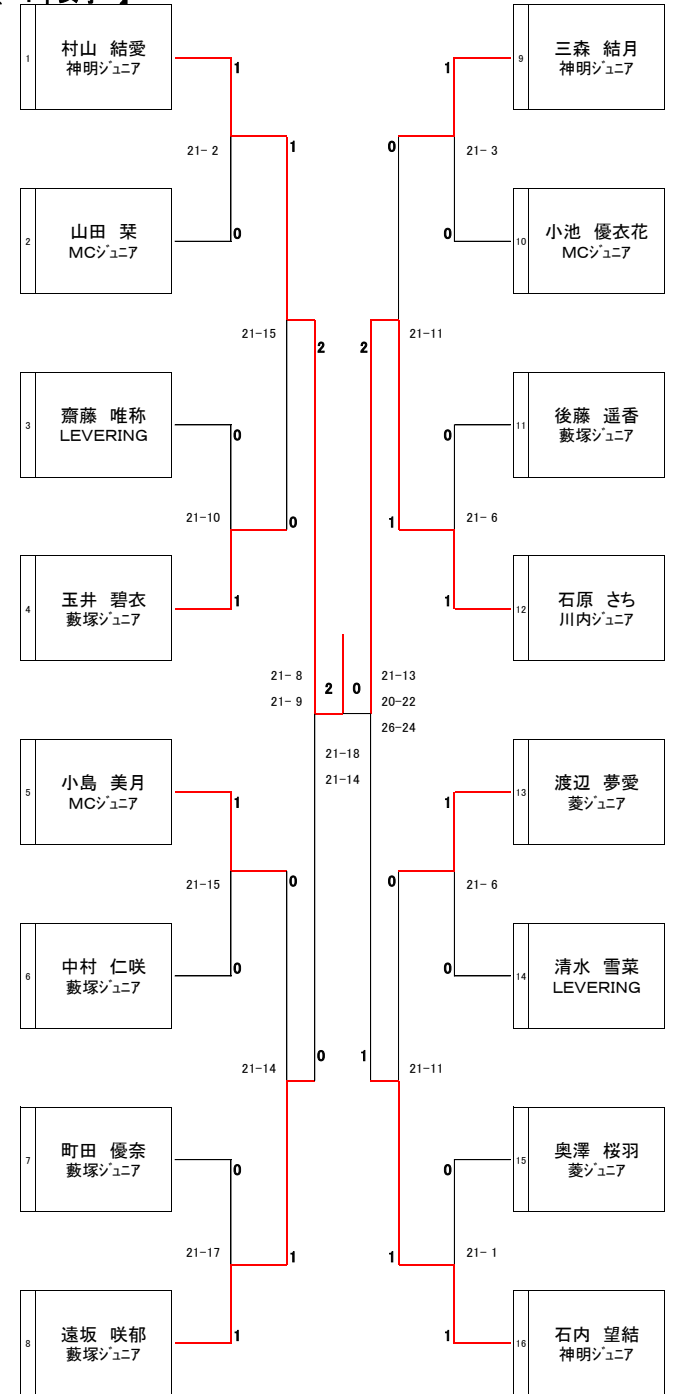 1
村山 結愛
神明ジュニア
1
21- 2
1
2
山田 栞
MCジュニア
0
21-15
2
3
齋藤 唯称
LEVERING
0
21-10
0
4
玉井 碧衣
藪塚ジュニア
1
21- 8
21- 9
2
0
21-18
21-14
5
小島 美月
MCジュニア
1
21-15
0
6
中村 仁咲
藪塚ジュニア
0
21-14
0
7
町田 優奈
藪塚ジュニア
0
21-17
1
8
遠坂 咲郁
藪塚ジュニア
1
9
三森 結月
神明ジュニア
1
0
21- 3
10
小池 優衣花
MCジュニア
0
2
21-11
11
後藤 遥香
藪塚ジュニア
0
21- 6
1
12
石原 さち
川内ジュニア
1
21-13
20-22
26-24
13
渡辺 夢愛
菱ジュニア
1
0
21- 6
14
清水 雪菜
LEVERING
0
1
21-11
15
奥澤 桜羽
菱ジュニア
0
21- 1
1
16
石内 望結
神明ジュニア
1